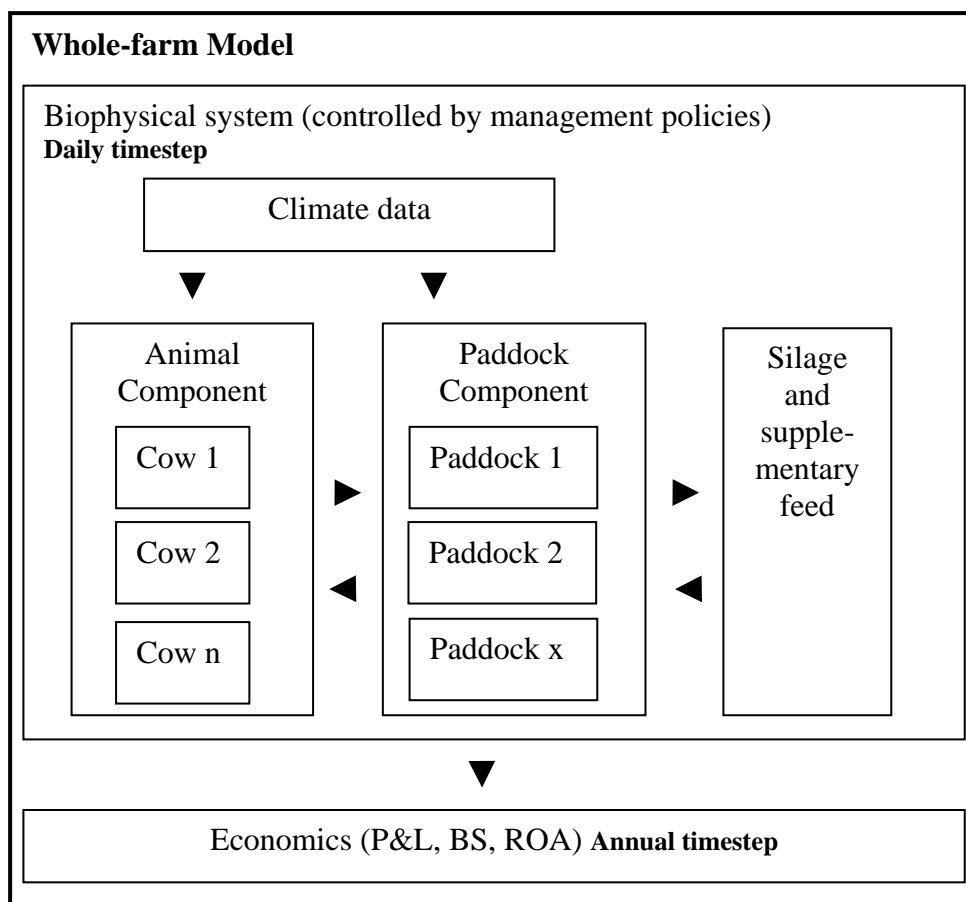 Whole-farm Model
Biophysical system (controlled by management policies)
Daily timestep
Climate data
Animal
Component
Cow 1
Cow 2
Cow n
Paddock
Component
Paddock 1
Paddock 2
Paddock x
Silage
and
supple-
mentary
feed
Economics (P&L, BS, ROA) Annual timestep